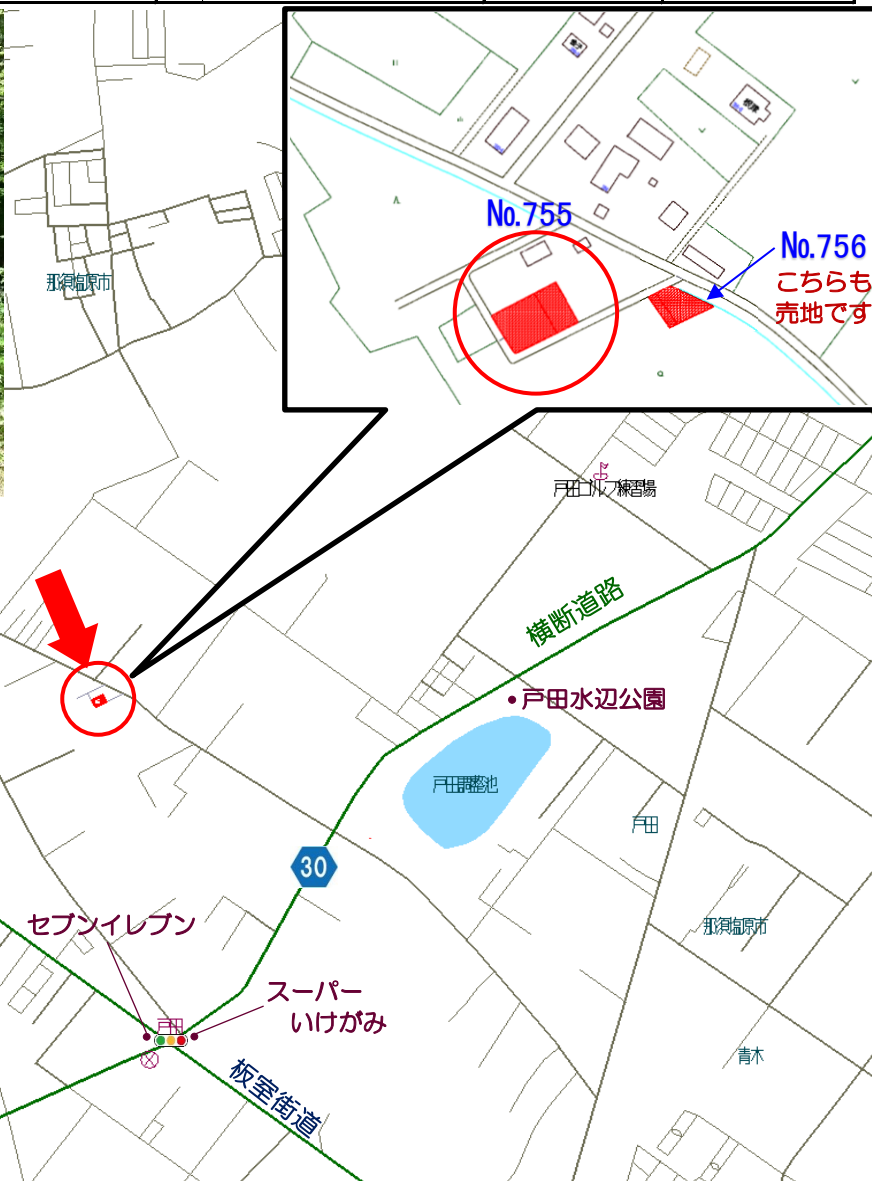 No.755
No.756
こちらも
売地です
那須塩原市
戸田ゴルフ練習場
横断道路
戸田水辺公園
戸田調整池
戸田
30
那須塩原市
セブンイレブン
スーパー
いけがみ
戸田
青木
板室街道